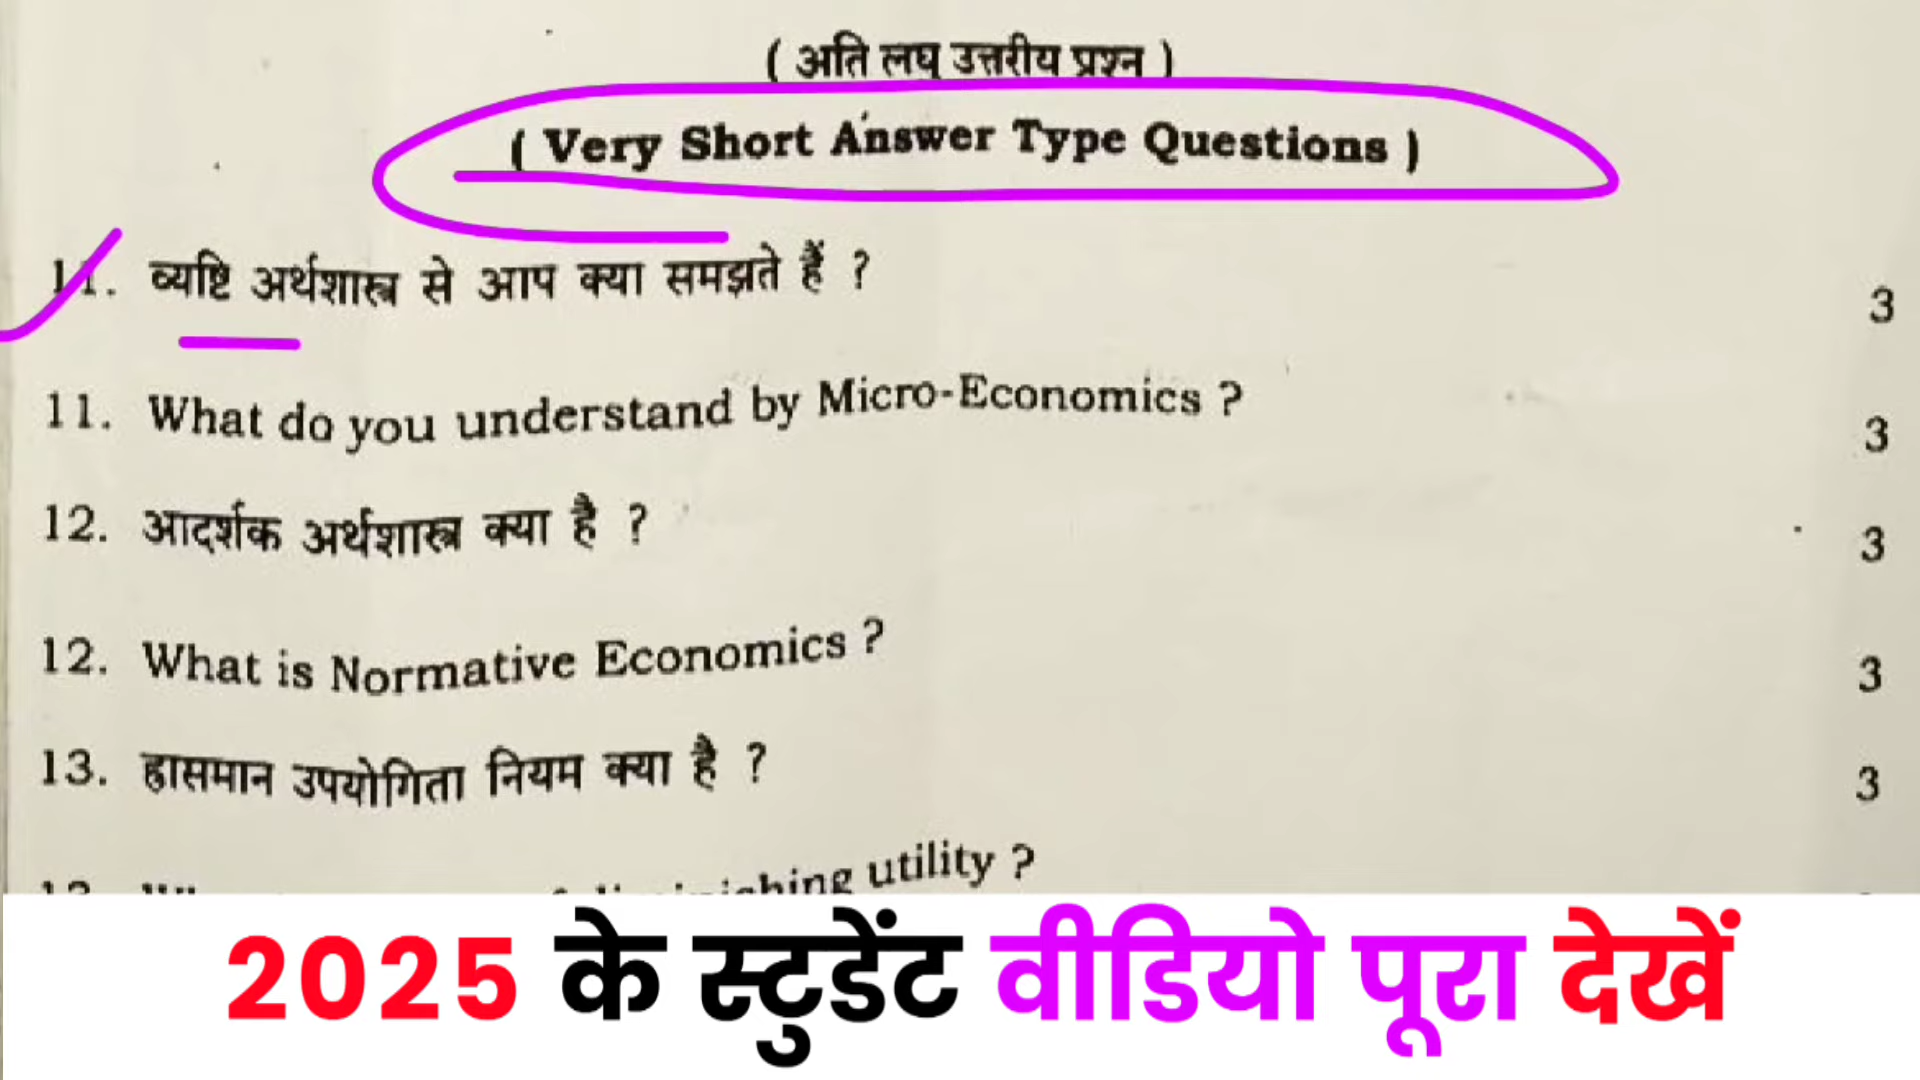 ( अति लघु उत्तरीय प्रश्न )
( Very Short Answer Type Questions )
11. व्यष्टि अर्थशास्त्र से आप क्या समझते हैं ? 3
11. What do you understand by Micro-Economics ? 3
12. आदर्शक अर्थशास्त्र क्या है ? 3
12. What is Normative Economics ? 3
13. ह्रासमान उपयोगिता नियम क्या है ? 3
utility ?
2025 के स्टुडेंट वीडियो पूरा देखें